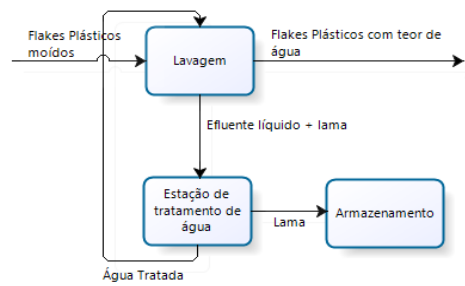 Flakes Plásticos
moídos
Lavagem
Flakes Plásticos com teor de
água
Efluente líquido + lama
Estação de
tratamento de
água
Lama
Armazenamento
Água Tratada